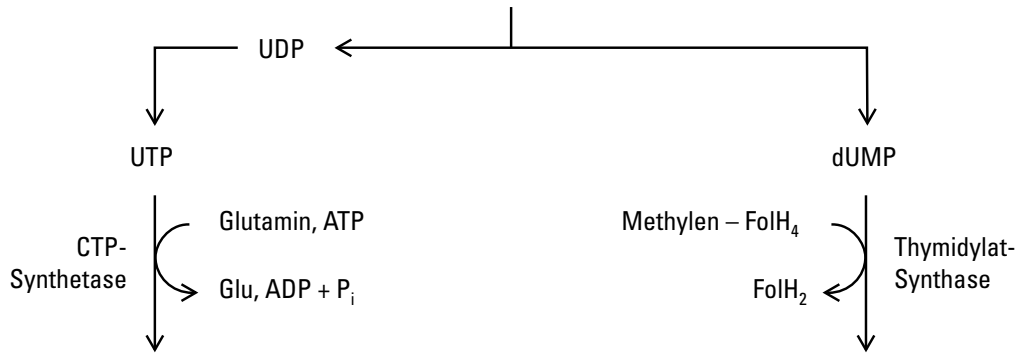 UDP
UTP
dUMP
Glutamin, ATP
Methylen – FolH₄
CTP-
Synthetase
Thymidylat-
Synthase
Glu, ADP + Pᵢ
FolH₂